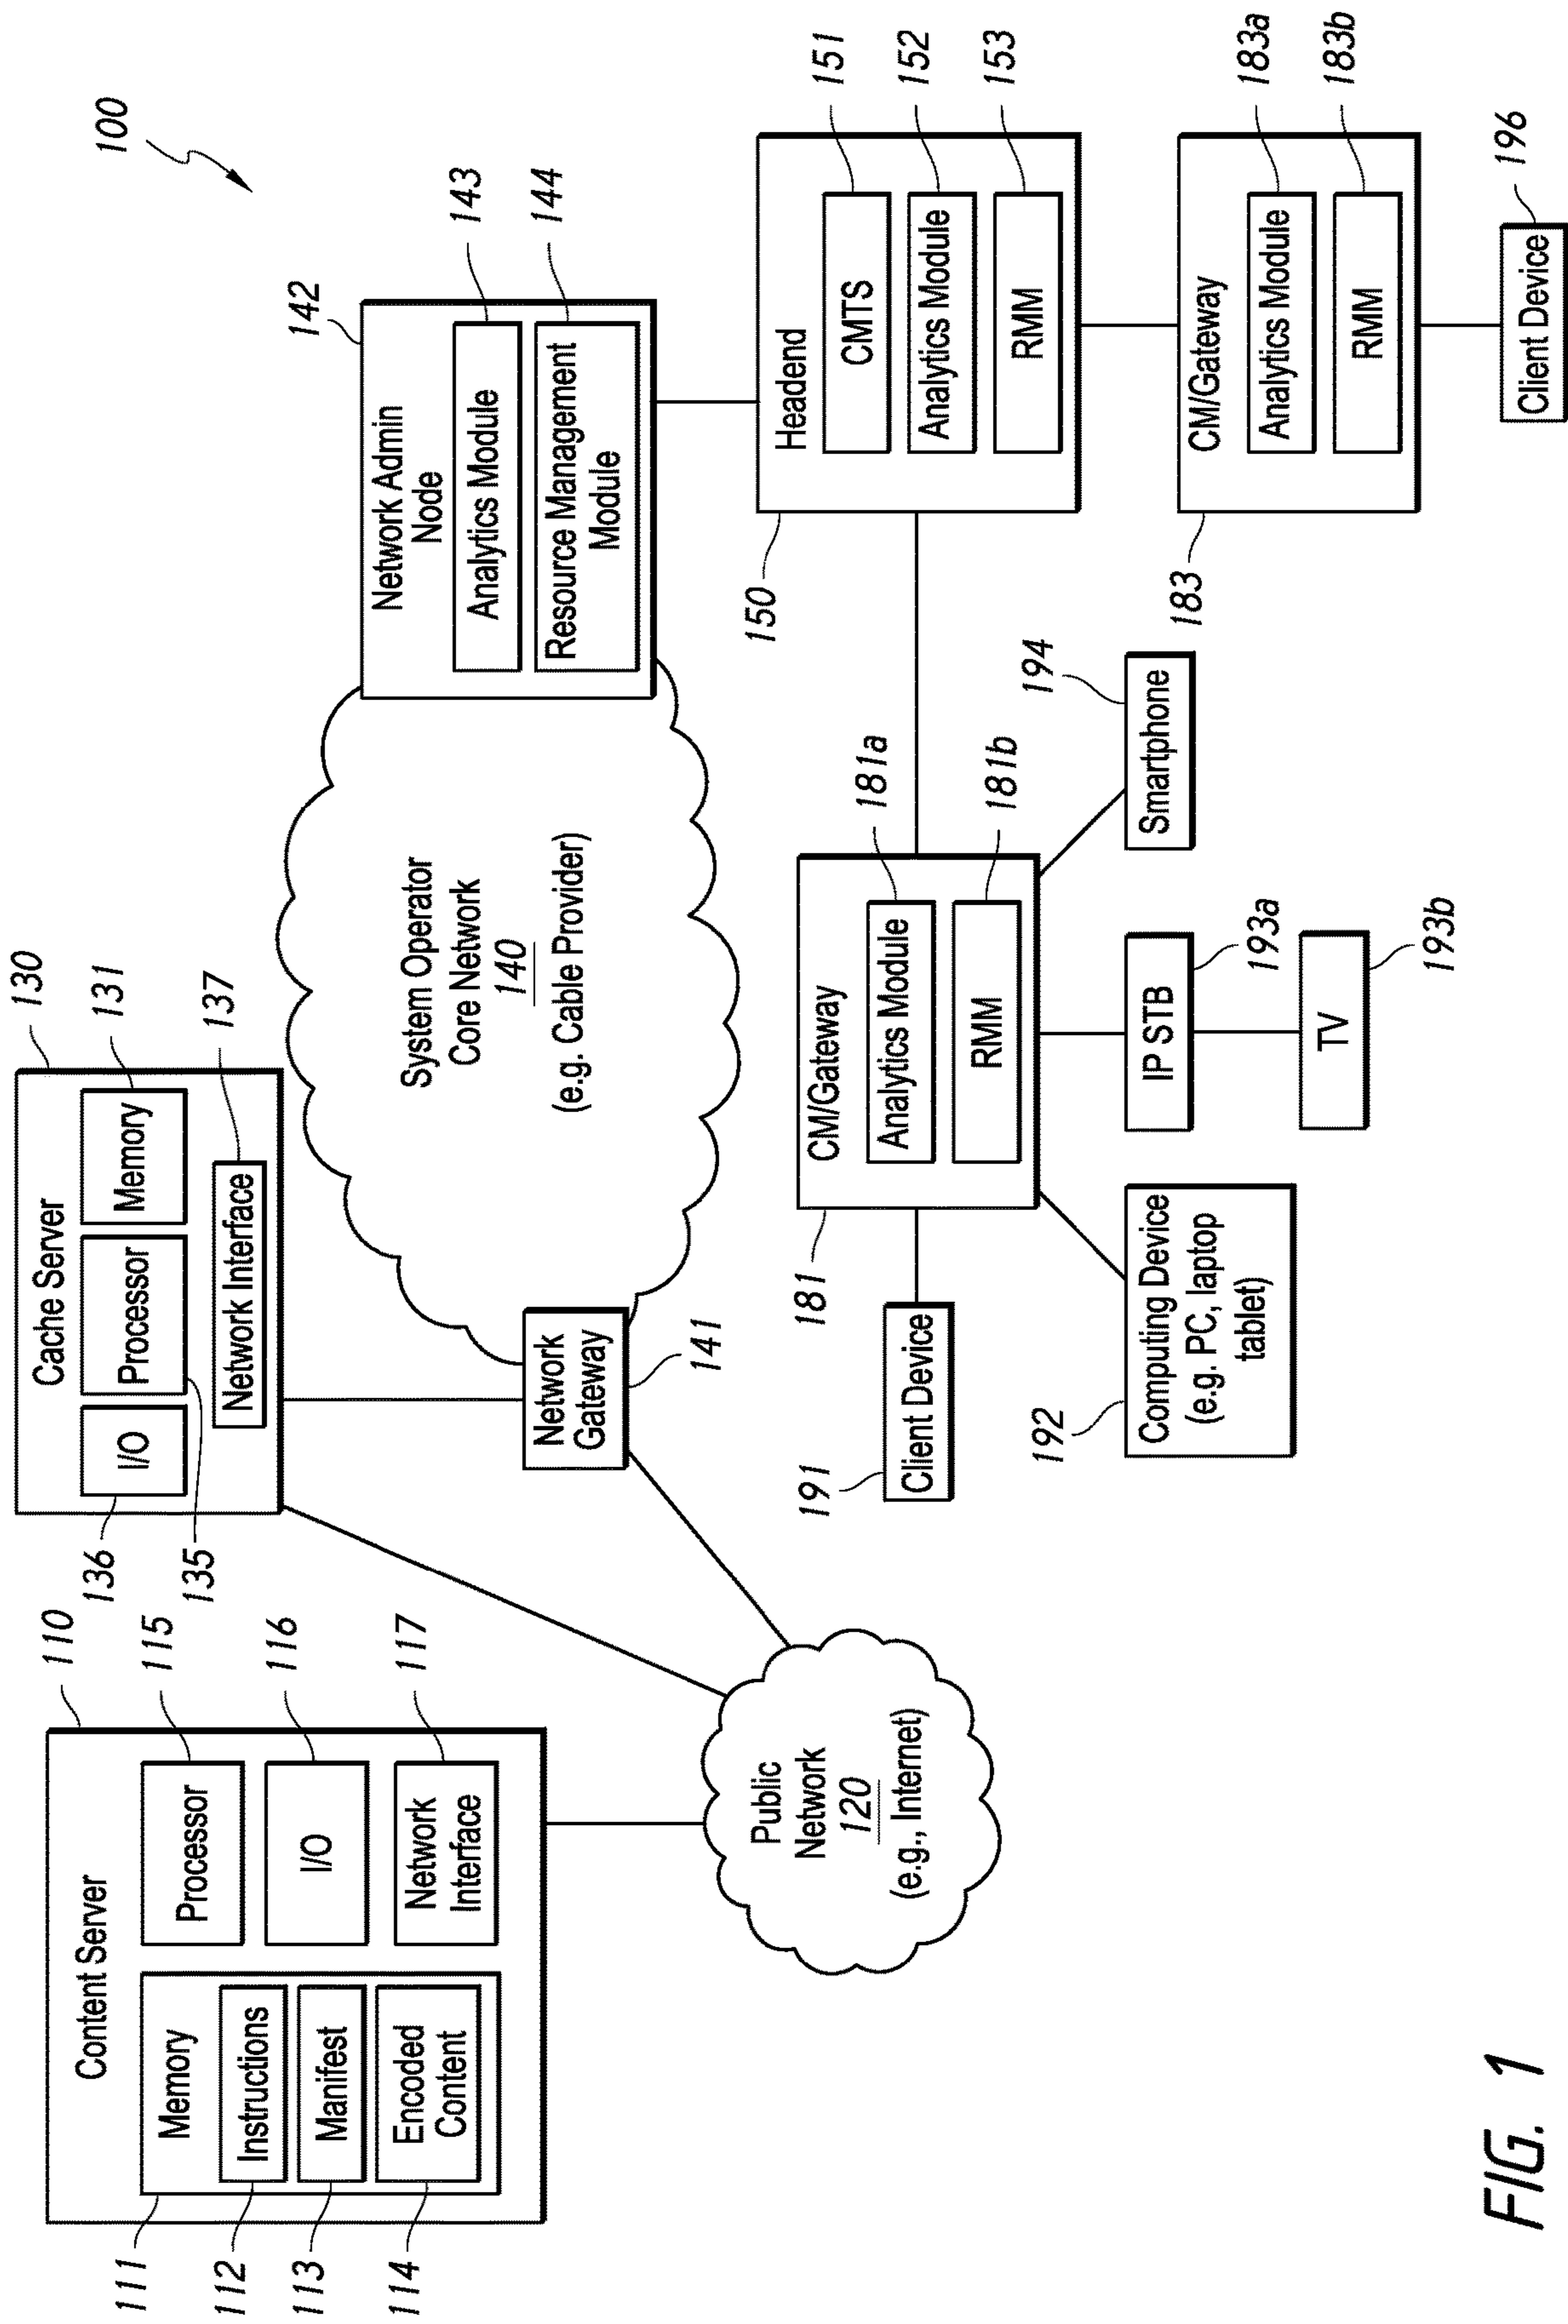 100
Content Server
110
Memory
111
Instructions
112
Manifest
113
Encoded
Content
114
Processor
115
I/O
116
Network
Interface
117
Cache Server
130
I/O
136
Processor
135
Memory
131
Network Interface
137
Public
Network
120
(e.g., Internet)
Network
Gateway
141
System Operator
Core Network
140
(e.g. Cable Provider)
Network Admin
Node
142
Analytics Module
143
Resource Management
Module
144
Headend
150
CMTS
151
Analytics Module
152
RMM
153
CM/Gateway
181
Analytics Module
181a
RMM
181b
Client Device
191
Computing Device
(e.g. PC, laptop
tablet)
192
IP STB
193a
TV
193b
Smartphone
194
CM/Gateway
183
Analytics Module
183a
RMM
183b
Client Device
196
FIG. 1